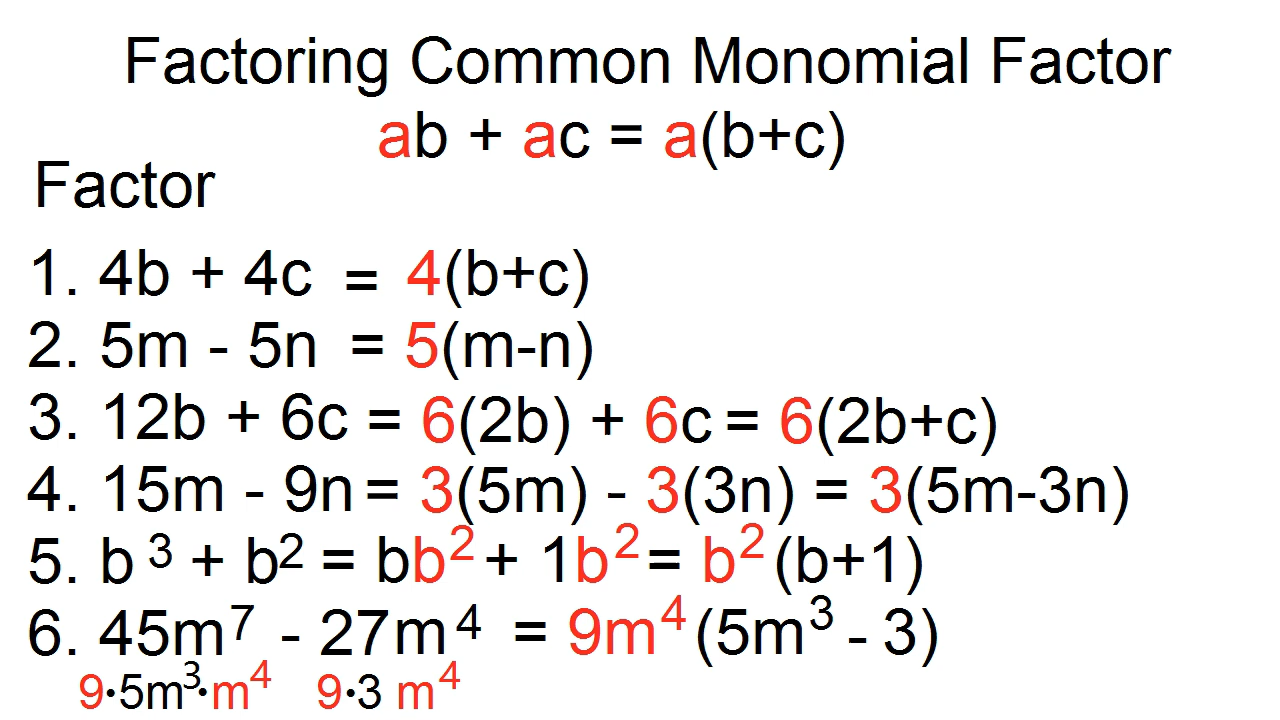 Factoring Common Monomial Factor
ab + ac = a(b+c)
Factor
1. 4b + 4c = 4(b+c)
2. 5m - 5n = 5(m-n)
3. 12b + 6c = 6(2b) + 6c = 6(2b+c)
4. 15m - 9n = 3(5m) - 3(3n) = 3(5m-3n)
5. b³ + b² = bb² + 1b² = b²(b+1)
6. 45m⁷ - 27m⁴ = 9m⁴(5m³ - 3)
9·5m³·m⁴ 9·3 m⁴